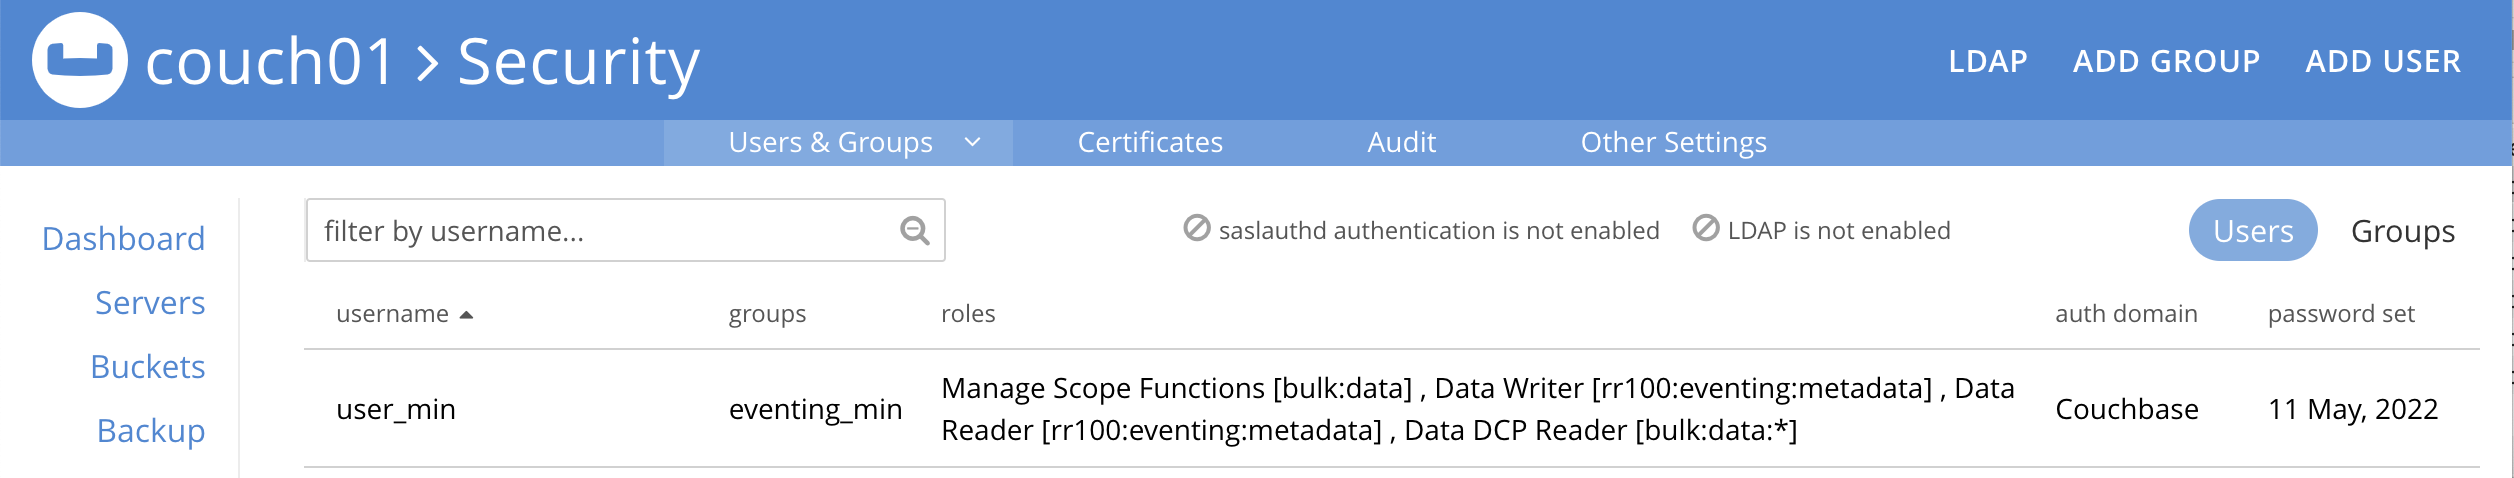 couch01 > Security
LDAP ADD GROUP ADD USER
Users & Groups Certificates Audit Other Settings
Dashboard
Servers
Buckets
Backup
filter by username...
saslauthd authentication is not enabled LDAP is not enabled
Users Groups
username groups roles auth domain password set
user_min eventing_min Manage Scope Functions [bulk:data] , Data Writer [rr100:eventing:metadata] , Data
Reader [rr100:eventing:metadata] , Data DCP Reader [bulk:data:*]
Couchbase 11 May, 2022